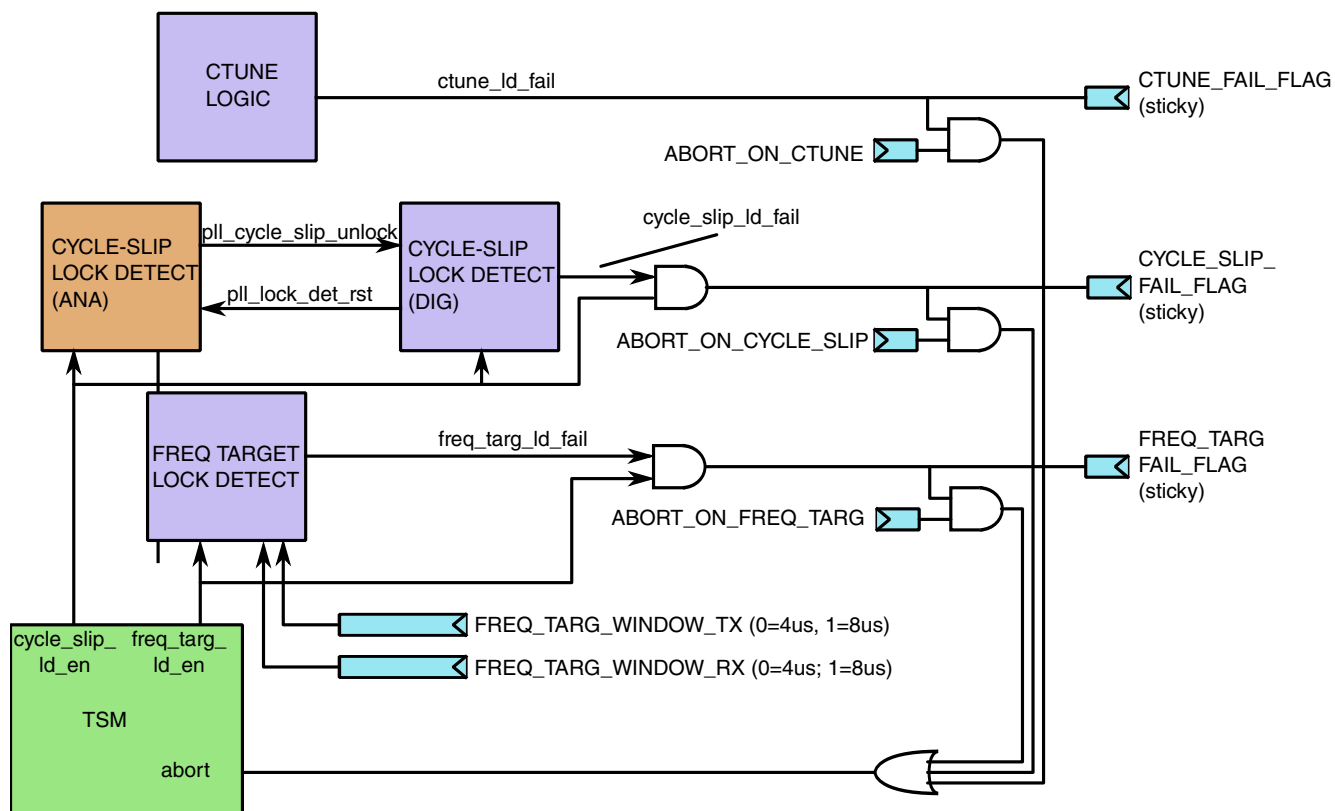 CTUNE
LOGIC
ctune_ld_fail
CTUNE_FAIL_FLAG
(sticky)
ABORT_ON_CTUNE
CYCLE-SLIP
LOCK DETECT
(ANA)
pll_cycle_slip_unlock
pll_lock_det_rst
CYCLE-SLIP
LOCK DETECT
(DIG)
cycle_slip_ld_fail
CYCLE_SLIP_
FAIL_FLAG
(sticky)
ABORT_ON_CYCLE_SLIP
FREQ TARGET
LOCK DETECT
freq_targ_ld_fail
FREQ_TARG
FAIL_FLAG
(sticky)
ABORT_ON_FREQ_TARG
FREQ_TARG_WINDOW_TX (0=4us, 1=8us)
FREQ_TARG_WINDOW_RX (0=4us; 1=8us)
cycle_slip_
ld_en
freq_targ_
ld_en
TSM
abort